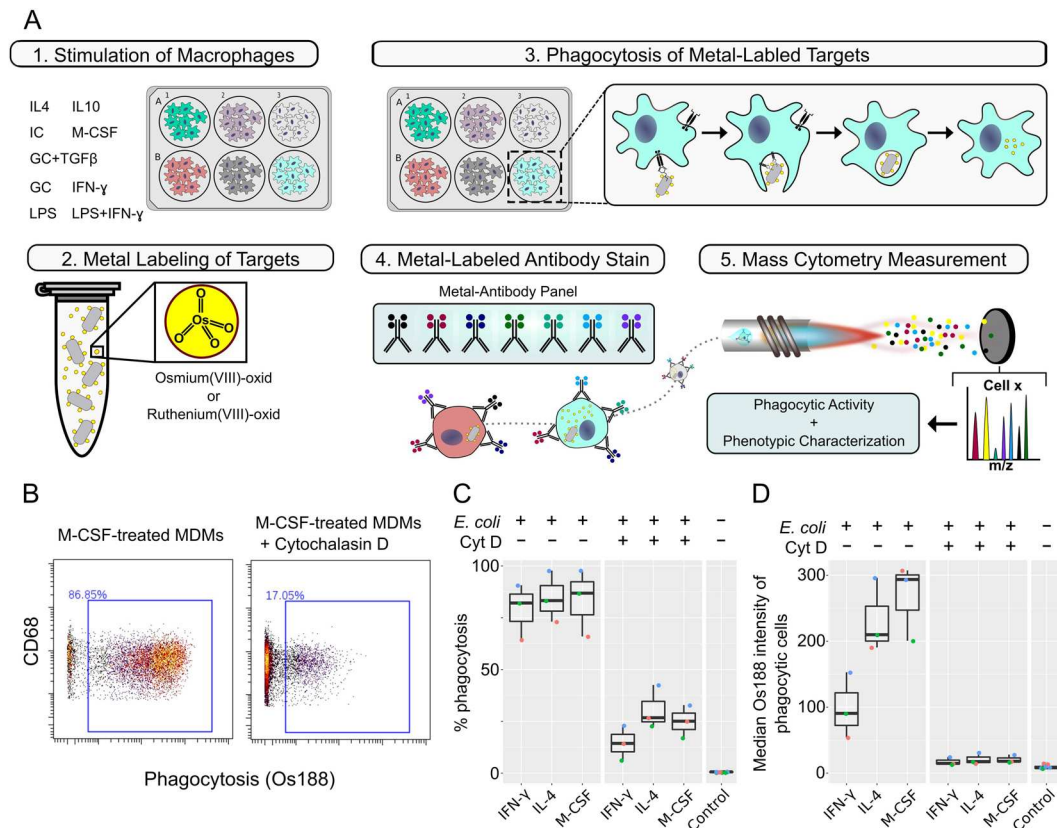 A
1. Stimulation of Macrophages
IL4 IL10
IC M-CSF
GC+TGFβ
GC IFN-ɣ
LPS LPS+IFN-ɣ
1 2 3
A
B
3. Phagocytosis of Metal-Labled Targets
1 2 3
A
B
2. Metal Labeling of Targets
O
O
Os
O
O
Osmium(VIII)-oxid
or
Ruthenium(VIII)-oxid
4. Metal-Labeled Antibody Stain
Metal-Antibody Panel
5. Mass Cytometry Measurement
Cell x
m/z
Phagocytic Activity
+
Phenotypic Characterization
B
M-CSF-treated MDMs
M-CSF-treated MDMs
+ Cytochalasin D
86.85%
17.05%
CD68
Phagocytosis (Os188)
C
E. coli + + + + + + −
Cyt D − − − + + + −
% phagocytosis
100
50
0
IFN-γ IL-4 M-CSF IFN-γ IL-4 M-CSF Control
D
E. coli + + + + + + −
Cyt D − − − + + + −
Median Os188 intensity of
phagocytic cells
300
200
100
0
IFN-γ IL-4 M-CSF IFN-γ IL-4 M-CSF Control